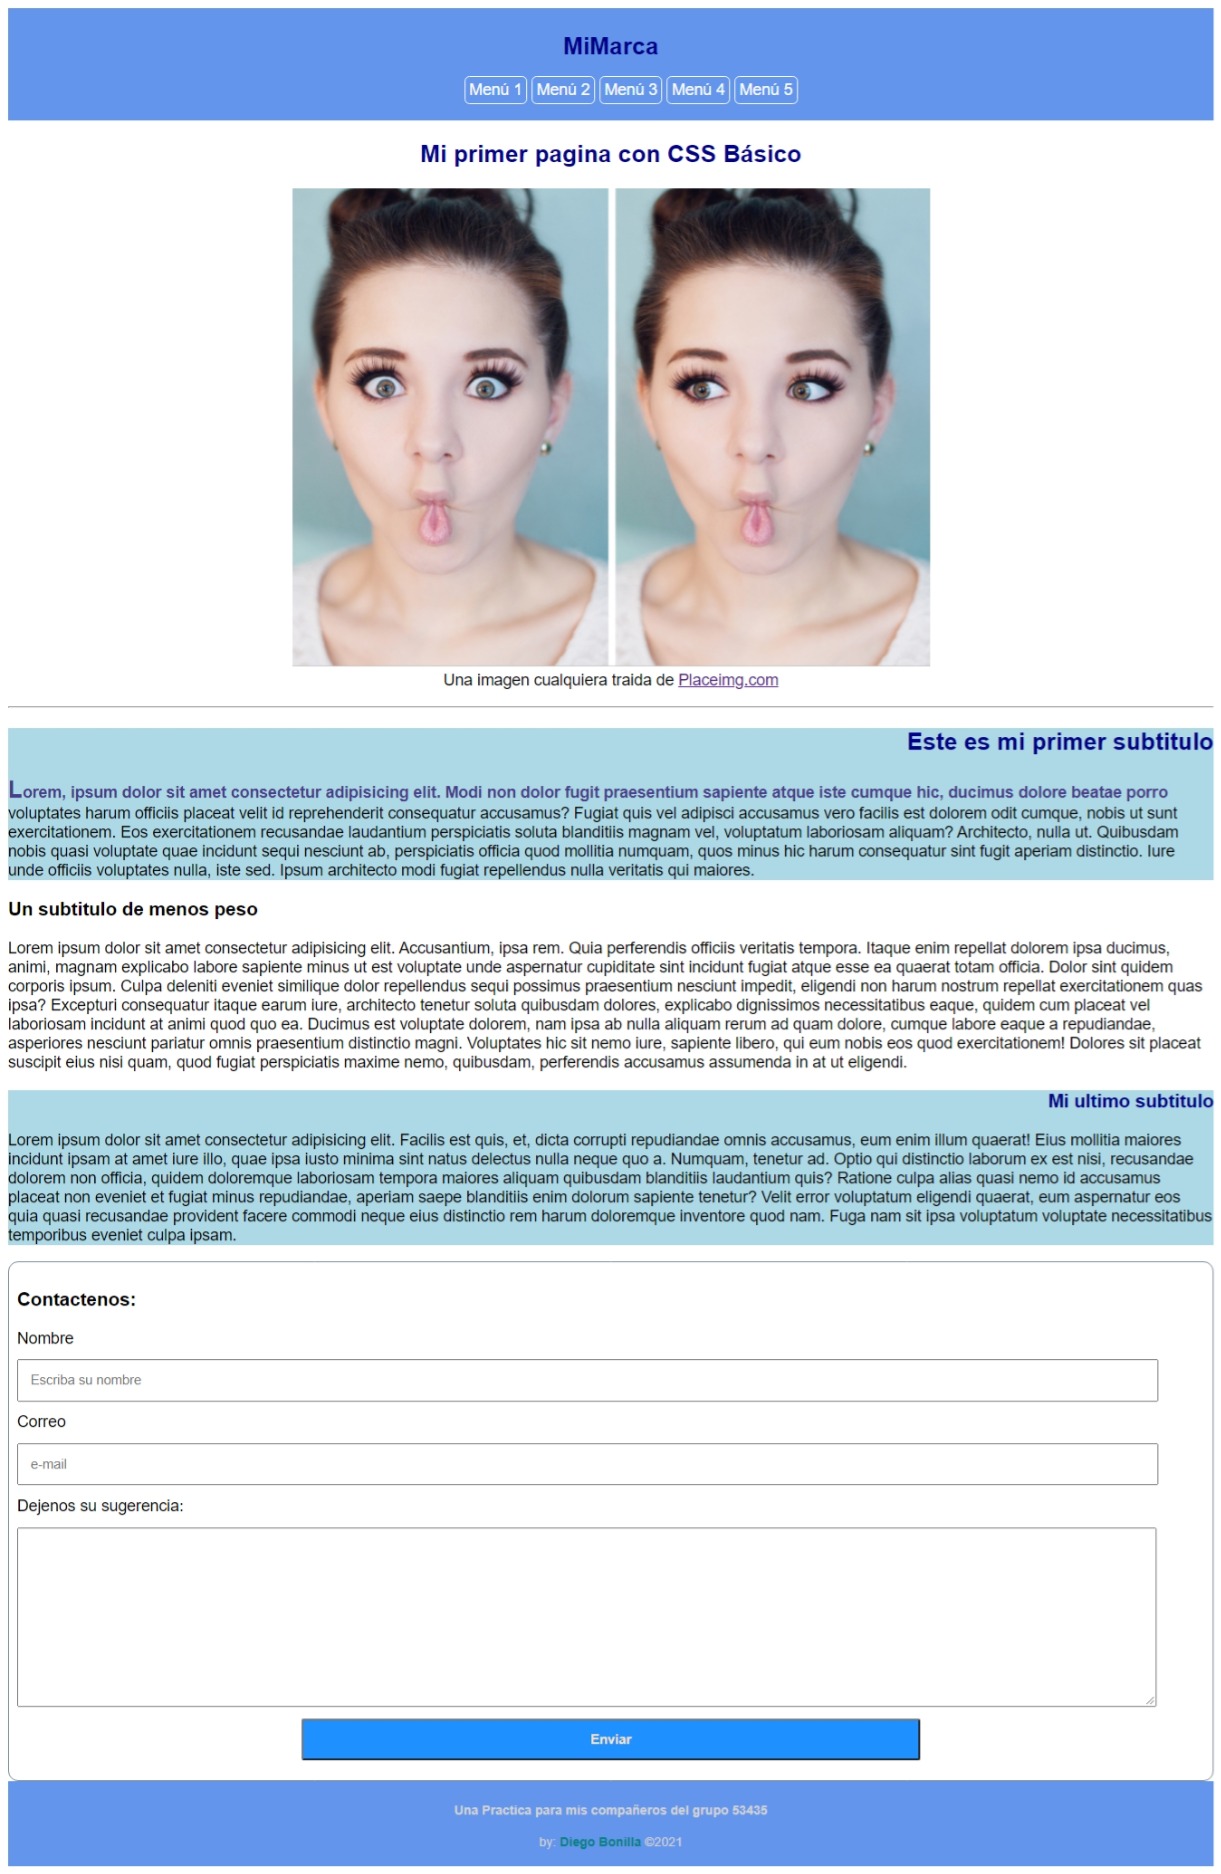 MiMarca
Menú 1 Menú 2 Menú 3 Menú 4 Menú 5
Mi primer pagina con CSS Básico
Una imagen cualquiera traida de Placeimg.com
Este es mi primer subtitulo
Lorem, ipsum dolor sit amet consectetur adipisicing elit. Modi non dolor fugit praesentium sapiente atque iste cumque hic, ducimus dolore beatae porro
voluptates harum officiis placeat velit id reprehenderit consequatur accusamus? Fugiat quis vel adipisci accusamus vero facilis est dolorem odit cumque, nobis ut sunt
exercitationem. Eos exercitationem recusandae laudantium perspiciatis soluta blanditiis magnam vel, voluptatum laboriosam aliquam? Architecto, nulla ut. Quibusdam
nobis quasi voluptate quae incidunt sequi nesciunt ab, perspiciatis officia quod mollitia numquam, quos minus hic harum consequatur sint fugit aperiam distinctio. Iure
unde officiis voluptates nulla, iste sed. Ipsum architecto modi fugiat repellendus nulla veritatis qui maiores.
Un subtitulo de menos peso
Lorem ipsum dolor sit amet consectetur adipisicing elit. Accusantium, ipsa rem. Quia perferendis officiis veritatis tempora. Itaque enim repellat dolorem ipsa ducimus,
animi, magnam explicabo labore sapiente minus ut est voluptate unde aspernatur cupiditate sint incidunt fugiat atque esse ea quaerat totam officia. Dolor sint quidem
corporis ipsum. Culpa deleniti eveniet similique dolor repellendus sequi possimus praesentium nesciunt impedit, eligendi non harum nostrum repellat exercitationem quas
ipsa? Excepturi consequatur itaque earum iure, architecto tenetur soluta quibusdam dolores, explicabo dignissimos necessitatibus eaque, quidem cum placeat vel
laboriosam incidunt at animi quod quo ea. Ducimus est voluptate dolorem, nam ipsa ab nulla aliquam rerum ad quam dolore, cumque labore eaque a repudiandae,
asperiores nesciunt pariatur omnis praesentium distinctio magni. Voluptates hic sit nemo iure, sapiente libero, qui eum nobis eos quod exercitationem! Dolores sit placeat
suscipit eius nisi quam, quod fugiat perspiciatis maxime nemo, quibusdam, perferendis accusamus assumenda in at ut eligendi.
Mi ultimo subtitulo
Lorem ipsum dolor sit amet consectetur adipisicing elit. Facilis est quis, et, dicta corrupti repudiandae omnis accusamus, eum enim illum quaerat! Eius mollitia maiores
incidunt ipsam at amet iure illo, quae ipsa iusto minima sint natus delectus nulla neque quo a. Numquam, tenetur ad. Optio qui distinctio laborum ex est nisi, recusandae
dolorem non officia, quidem doloremque laboriosam tempora maiores aliquam quibusdam blanditiis laudantium quis? Ratione culpa alias quasi nemo id accusamus
placeat non eveniet et fugiat minus repudiandae, aperiam saepe blanditiis enim dolorum sapiente tenetur? Velit error voluptatum eligendi quaerat, eum aspernatur eos
quia quasi recusandae provident facere commodi neque eius distinctio rem harum doloremque inventore quod nam. Fuga nam sit ipsa voluptatum voluptate necessitatibus
temporibus eveniet culpa ipsam.
Contactenos:
Nombre
Escriba su nombre
Correo
e-mail
Dejenos su sugerencia:
Enviar
Una Practica para mis compañeros del grupo 53435
by: Diego Bonilla ©2021